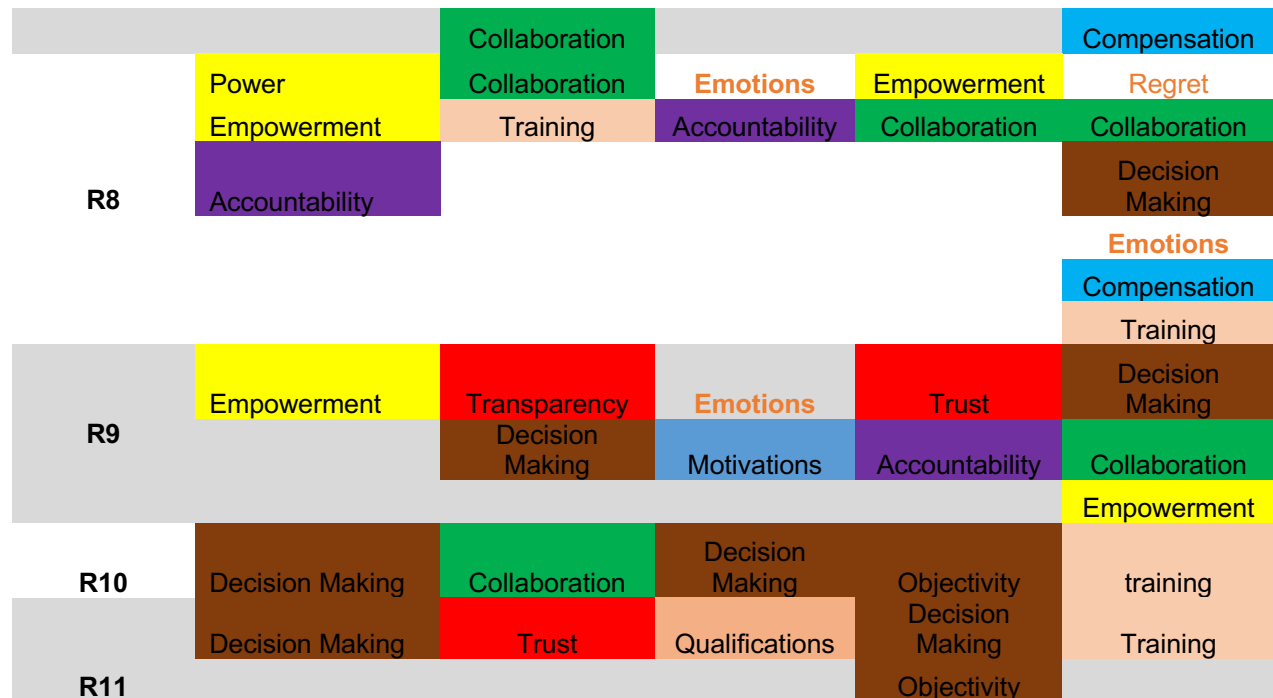 Collaboration Compensation
Power Collaboration Emotions Empowerment Regret
Empowerment Training Accountability Collaboration Collaboration
R8 Accountability Decision
Making
Emotions
Compensation
Training
Empowerment Transparency Emotions Trust Decision
Making
R9 Decision
Making Motivations Accountability Collaboration
Empowerment
R10 Decision Making Collaboration Decision
Making Objectivity training
Decision Making Trust Qualifications Decision
Making Training
R11 Objectivity